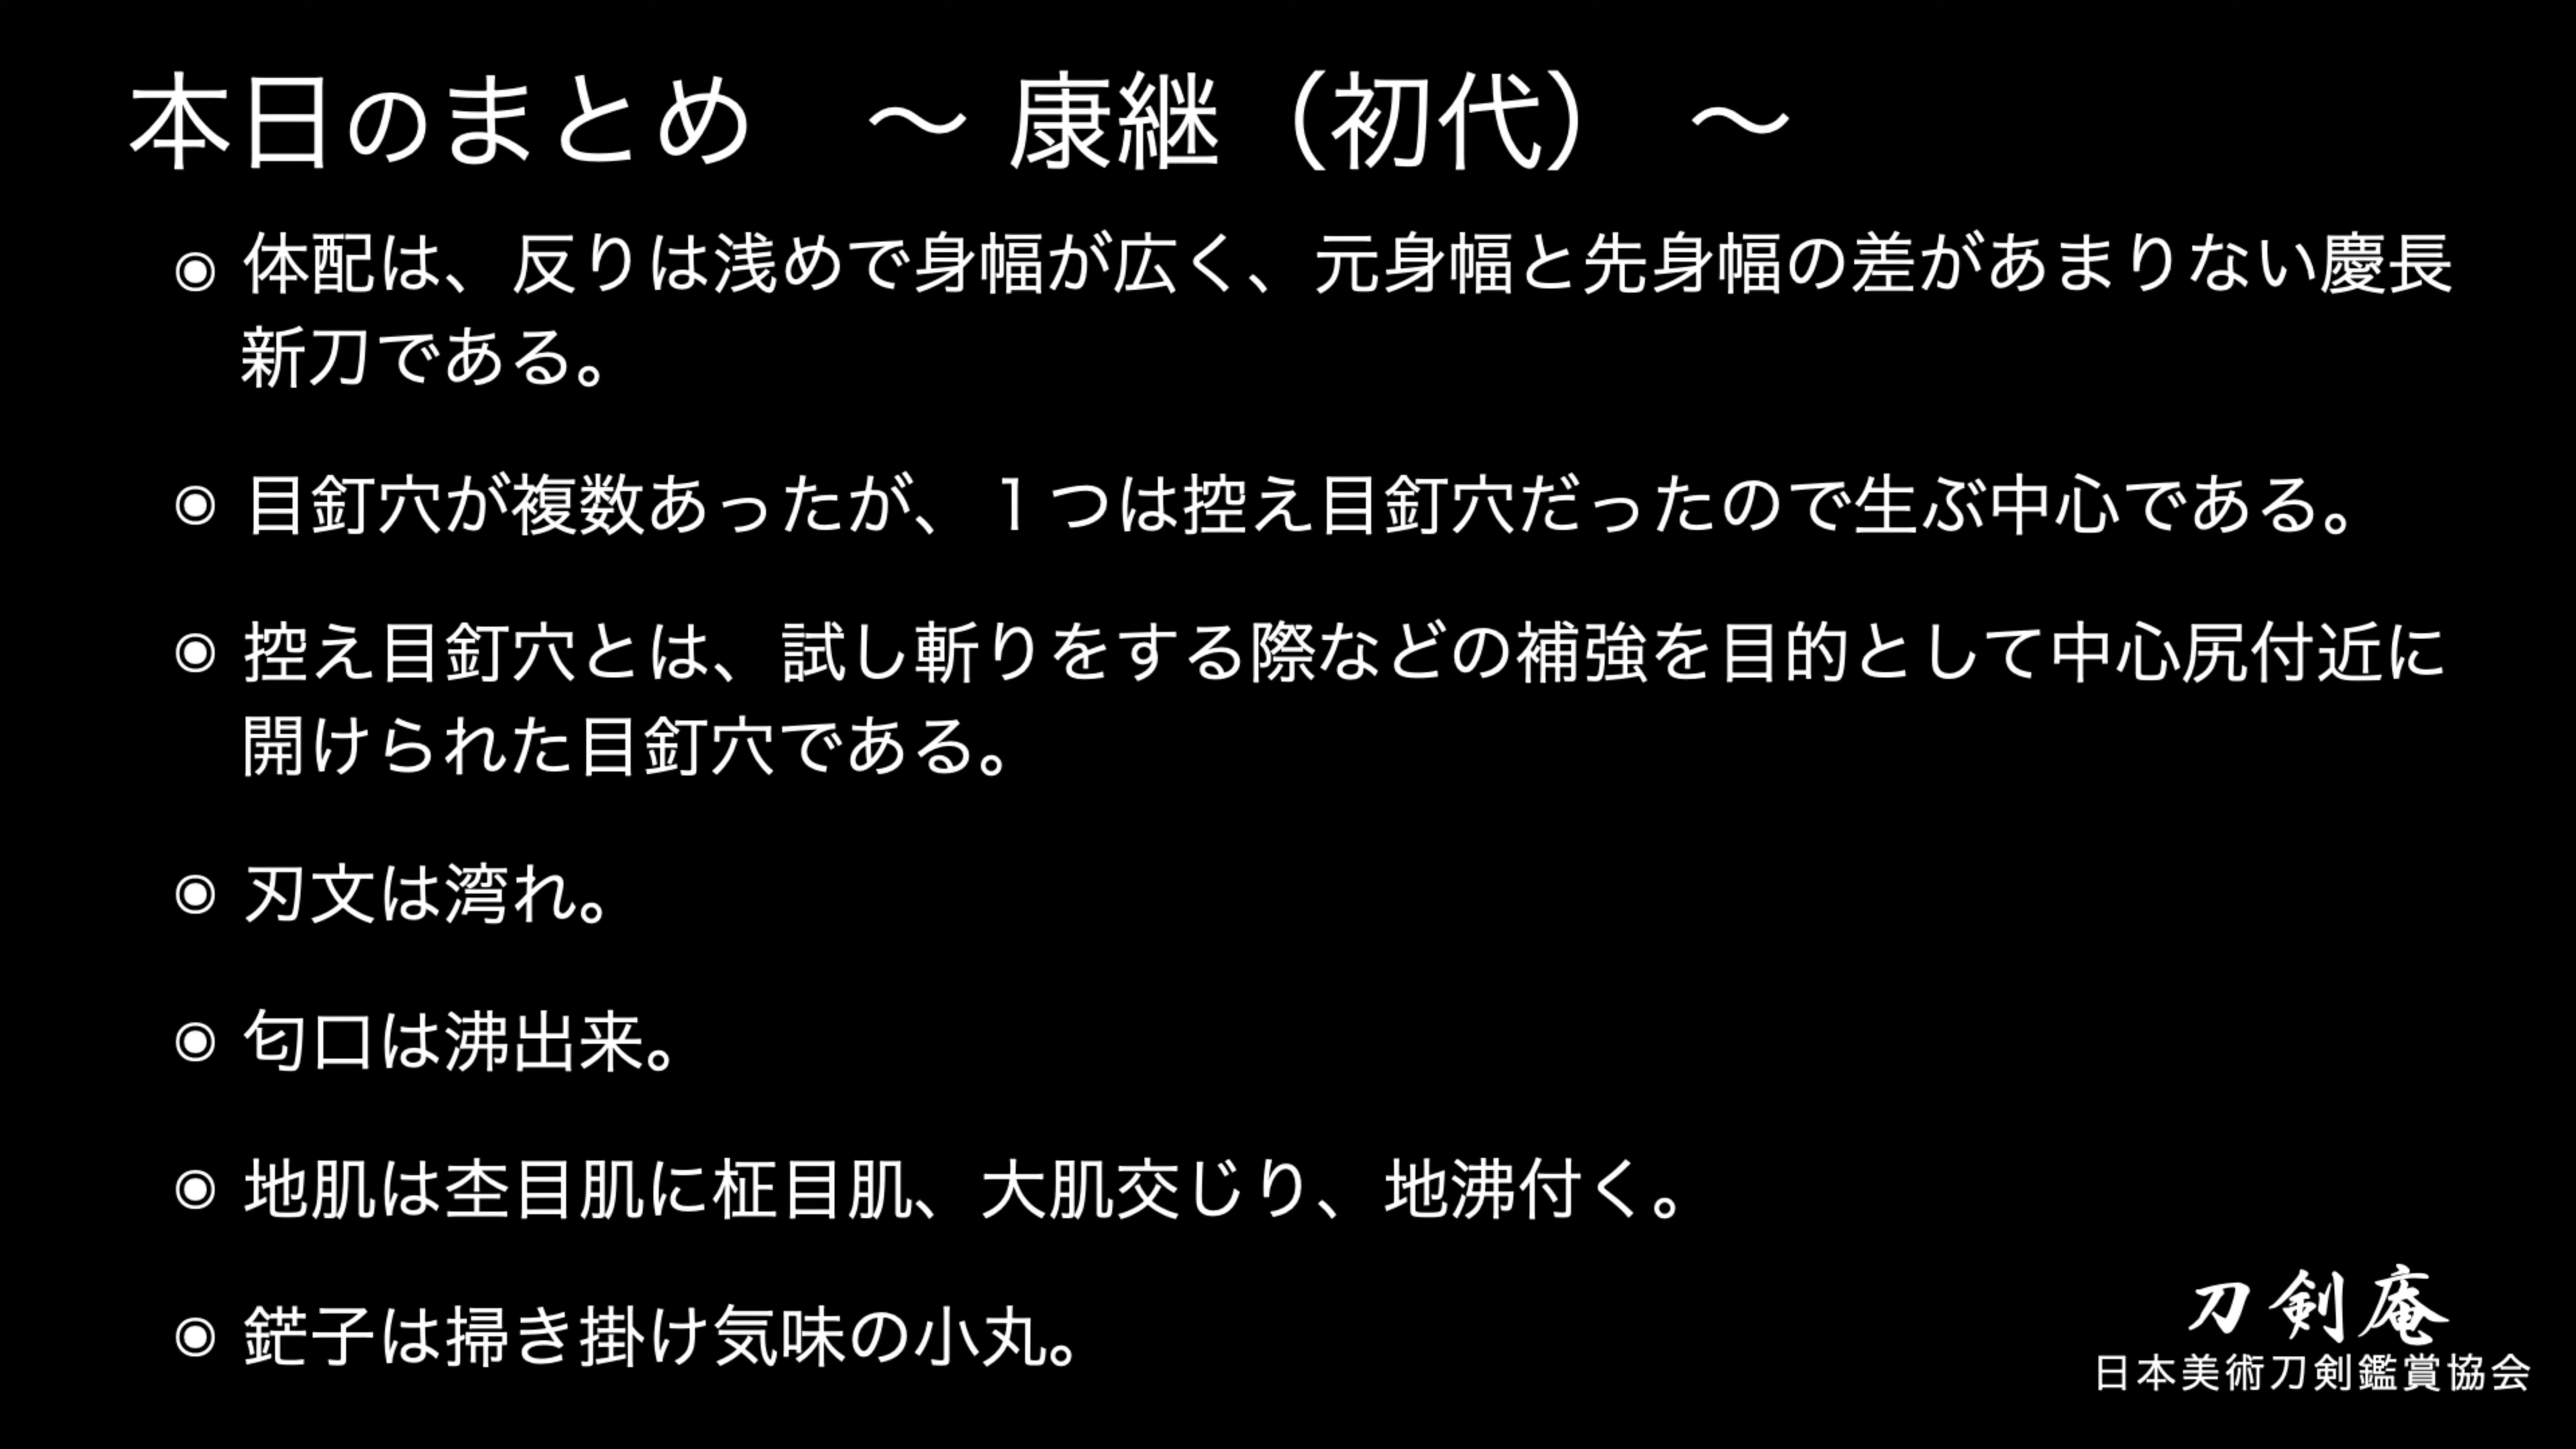 本日のまとめ　〜 康継（初代） 〜
◉ 体配は、反りは浅めで身幅が広く、元身幅と先身幅の差があまりない慶長
新刀である。
◉ 目釘穴が複数あったが、１つは控え目釘穴だったので生ぶ中心である。
◉ 控え目釘穴とは、試し斬りをする際などの補強を目的として中心尻付近に
開けられた目釘穴である。
◉ 刃文は湾れ。
◉ 匂口は沸出来。
◉ 地肌は杢目肌に柾目肌、大肌交じり、地沸付く。
◉ 鋩子は掃き掛け気味の小丸。
刀剣庵
日本美術刀剣鑑賞協会